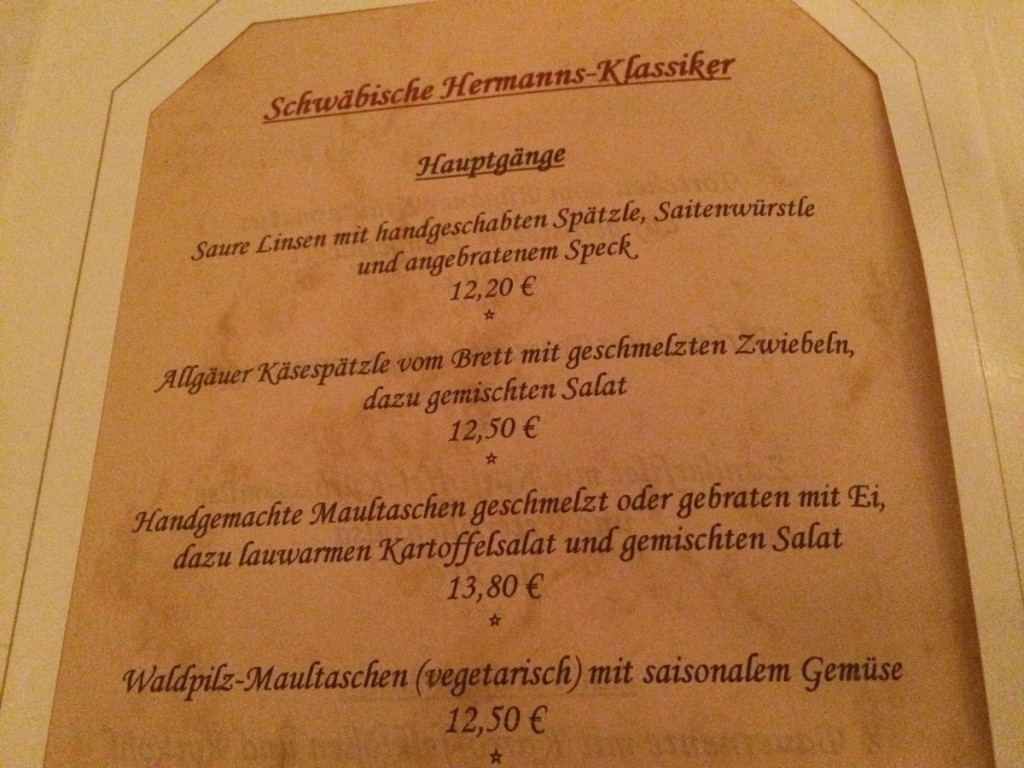 Schwäbische Hermanns-Klassiker
Hauptgänge
Saure Linsen mit handgeschabten Spätzle, Saitenwürstle
und angebratenem Speck
12,20 €
☆
Allgäuer Käsespätzle vom Brett mit geschmelzten Zwiebeln,
dazu gemischten Salat
12,50 €
☆
Handgemachte Maultaschen geschmelzt oder gebraten mit Ei,
dazu lauwarmen Kartoffelsalat und gemischten Salat
13,80 €
☆
Waldpilz-Maultaschen (vegetarisch) mit saisonalem Gemüse
12,50 €
☆